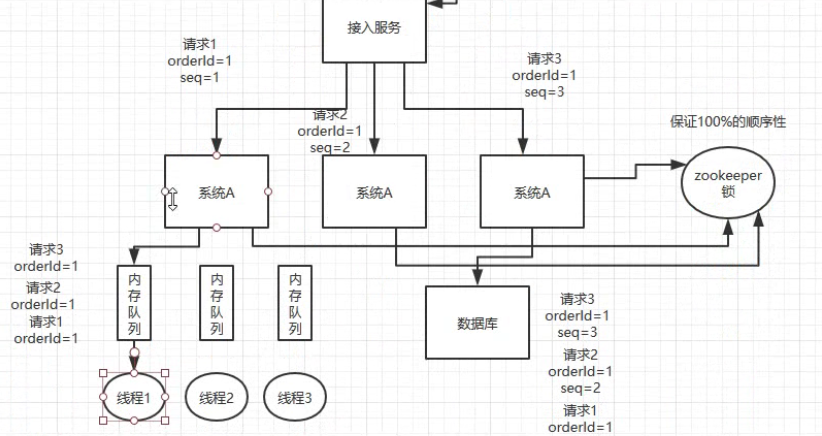 接入服务
请求1
orderId=1
seq=1
请求2
orderId=1
seq=2
请求3
orderId=1
seq=3
保证100%的顺序性
系统A
系统A
系统A
zookeeper
锁
请求3
orderId=1
请求2
orderId=1
请求1
orderId=1
内存队列
内存队列
内存队列
数据库
请求3
orderId=1
seq=3
请求2
orderId=1
seq=2
请求1
orderId=1
线程1
线程2
线程3